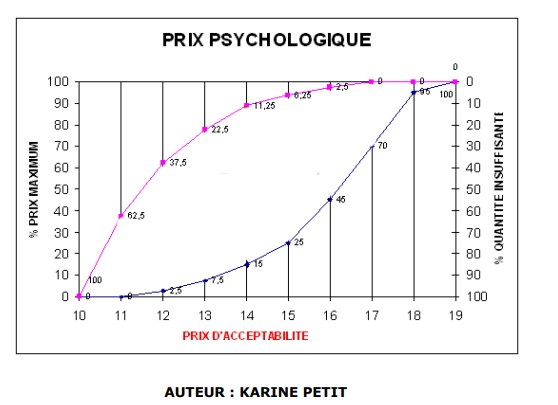 PRIX PSYCHOLOGIQUE
0
100 0 0 0
90 2,5 95 100 10
80 6,25 20
70 11,25 70 30
60 22,5 40
50 37,5 50
40 62,5 45 60
30 25 70
20 15 80
10 100 7,5 90
0 0 0 2,5 100
10 11 12 13 14 15 16 17 18 19
% PRIX MAXIMUM
% QUANTITE INSUFFISANTE
PRIX D'ACCEPTABILITE
AUTEUR : KARINE PETIT